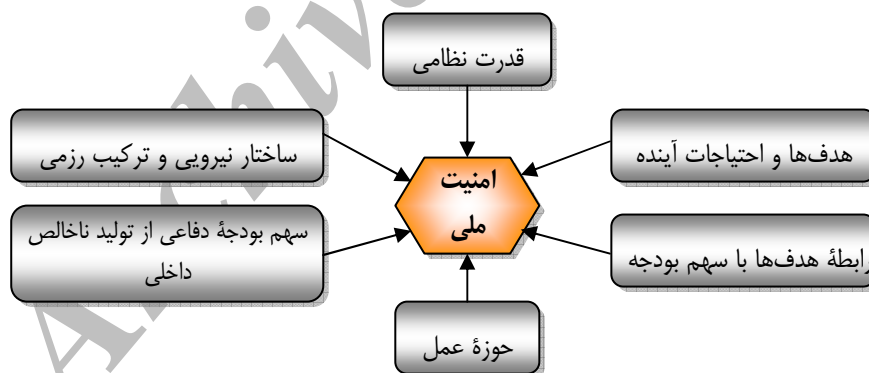 قدرت نظامی
هدف‌ها و احتیاجات آینده
ساختار نیرویی و ترکیب رزمی
امنیت
ملی
رابطهٔ هدف‌ها با سهم بودجه
سهم بودجهٔ دفاعی از تولید ناخالص
داخلی
حوزهٔ عمل
Archive